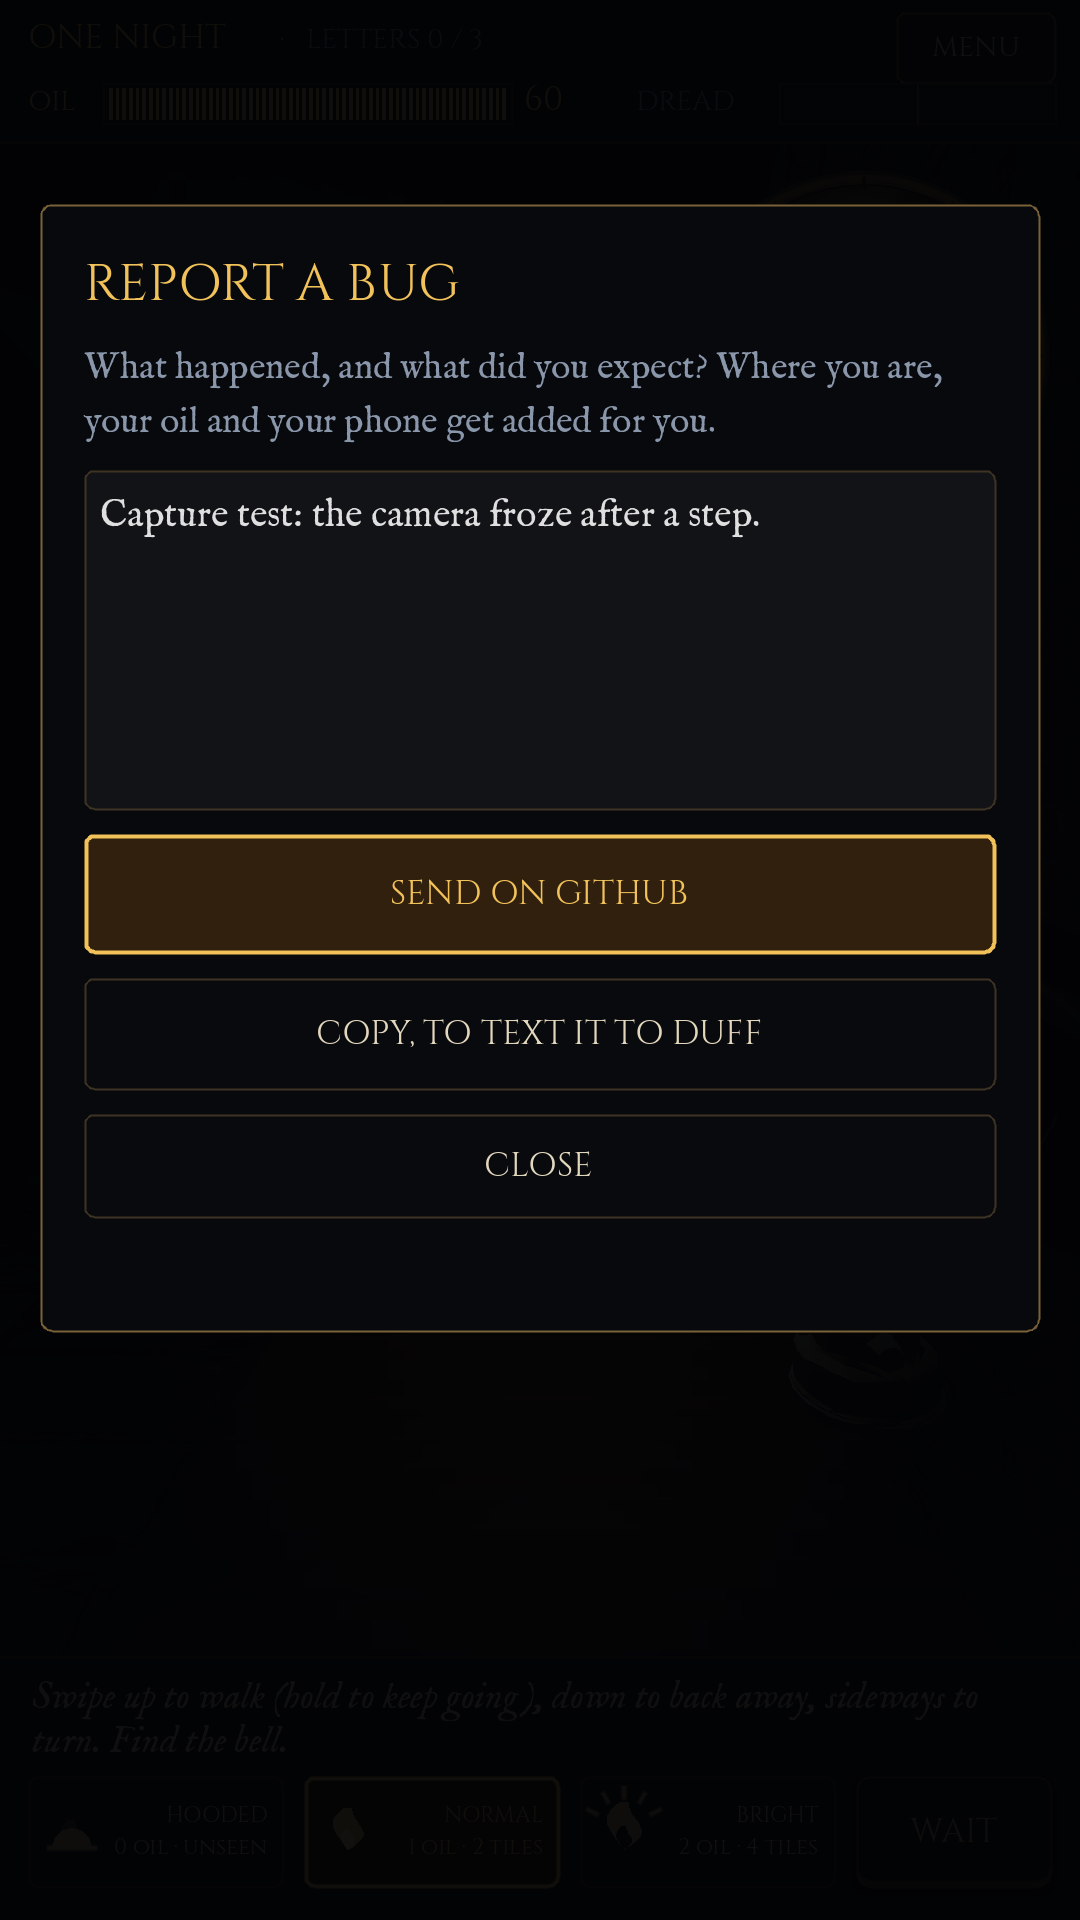 ONE NIGHT · LETTERS 0 / 3
MENU
OIL 60 DREAD
REPORT A BUG
What happened, and what did you expect? Where you are,
your oil and your phone get added for you.
Capture test: the camera froze after a step.
SEND ON GITHUB
COPY, TO TEXT IT TO DUFF
CLOSE
Swipe up to walk (hold to keep going), down to back away, sideways to
turn. Find the bell.
HOODED
0 OIL · UNSEEN
NORMAL
1 OIL · 2 TILES
BRIGHT
2 OIL · 4 TILES
WAIT